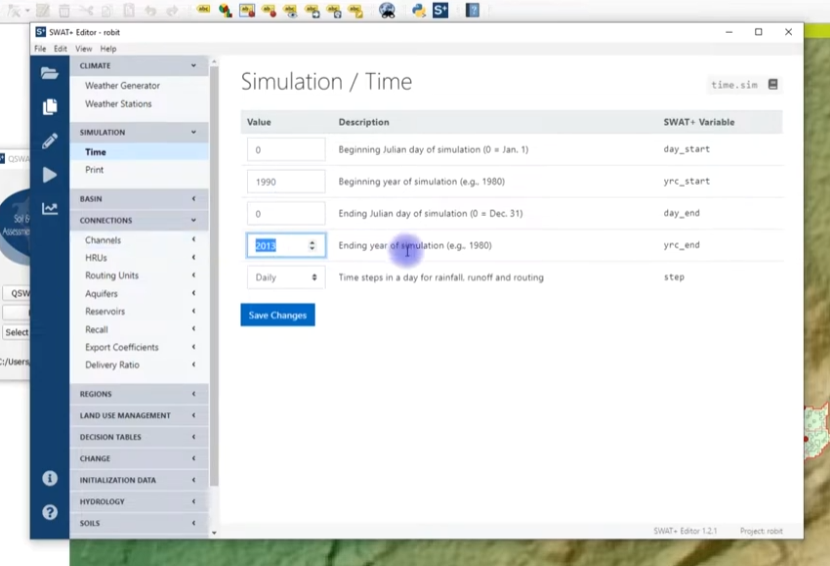 SWAT+ Editor - robit
File Edit View Help
CLIMATE
Weather Generator
Weather Stations
SIMULATION
Time
Print
BASIN
CONNECTIONS
Channels
HRUs
Routing Units
Aquifers
Reservoirs
Recall
Export Coefficients
Delivery Ratio
REGIONS
LAND USE MANAGEMENT
DECISION TABLES
CHANGE
INITIALIZATION DATA
HYDROLOGY
SOILS
Simulation / Time
time.sim
Value Description SWAT+ Variable
0 Beginning Julian day of simulation (0 = Jan. 1) day_start
1990 Beginning year of simulation (e.g., 1980) yrc_start
0 Ending Julian day of simulation (0 = Dec. 31) day_end
2013 Ending year of simulation (e.g., 1980) yrc_end
Daily Time steps in a day for rainfall, runoff and routing step
Save Changes
SWAT+ Editor 1.2.1 Project: robit
QSW
Soil &
Assessme
QSW
Select
C:/Users